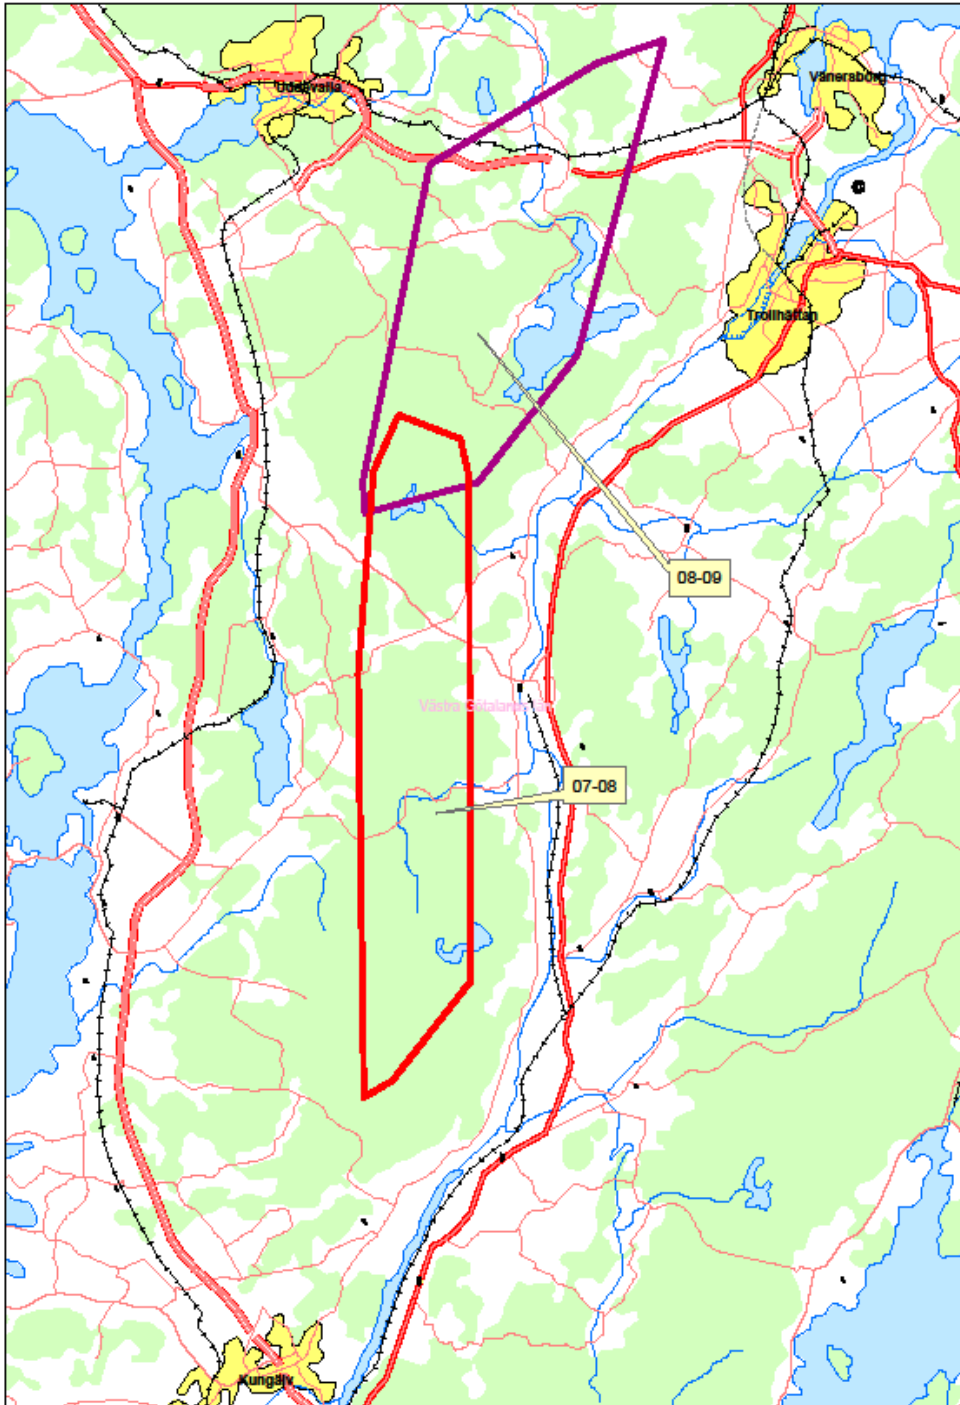 Uddevalla
Vänersborg
Trollhättan
08-09
Västra Götalands län
07-08
Kungälv